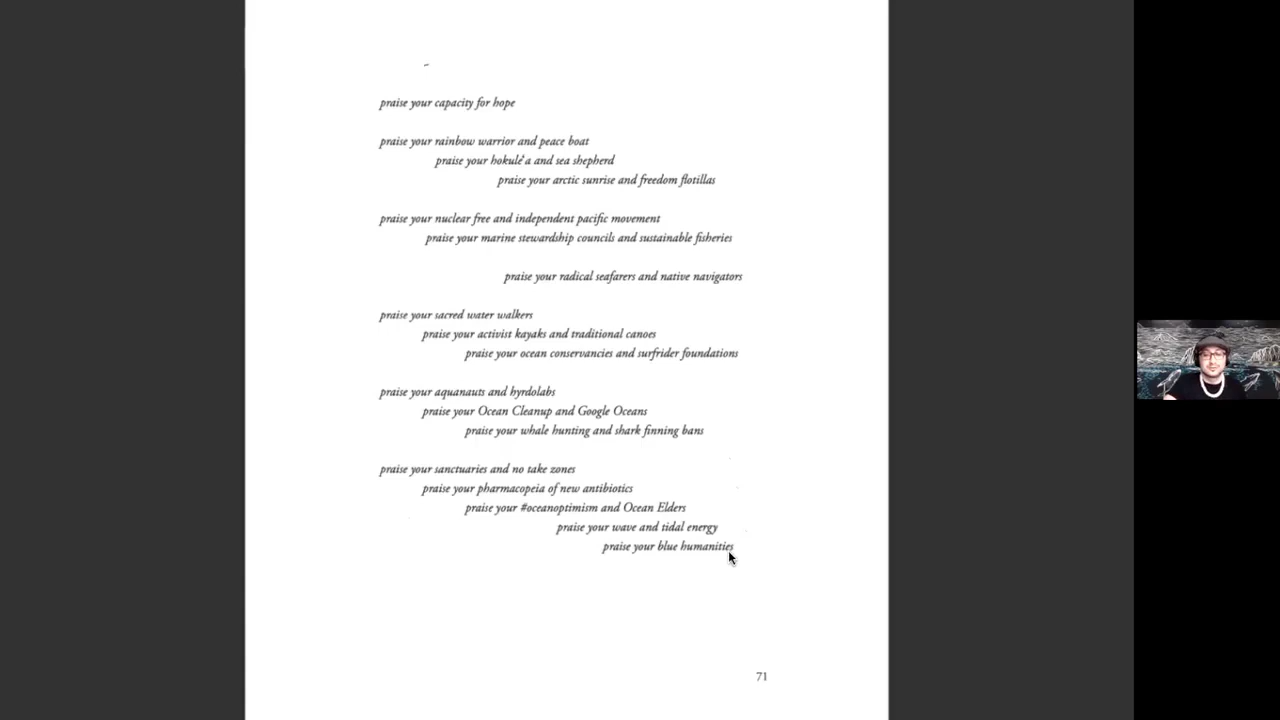 praise your capacity for hope
praise your rainbow warrior and peace boat
praise your hokule'a and sea shepherd
praise your arctic sunrise and freedom flotillas
praise your nuclear free and independent pacific movement
praise your marine stewardship councils and sustainable fisheries
praise your radical seafarers and native navigators
praise your sacred water walkers
praise your activist kayaks and traditional canoes
praise your ocean conservancies and surfrider foundations
praise your aquanauts and hyrdolabs
praise your Ocean Cleanup and Google Oceans
praise your whale hunting and shark finning bans
praise your sanctuaries and no take zones
praise your pharmacopeia of new antibiotics
praise your #oceanoptimism and Ocean Elders
praise your wave and tidal energy
praise your blue humanities
71